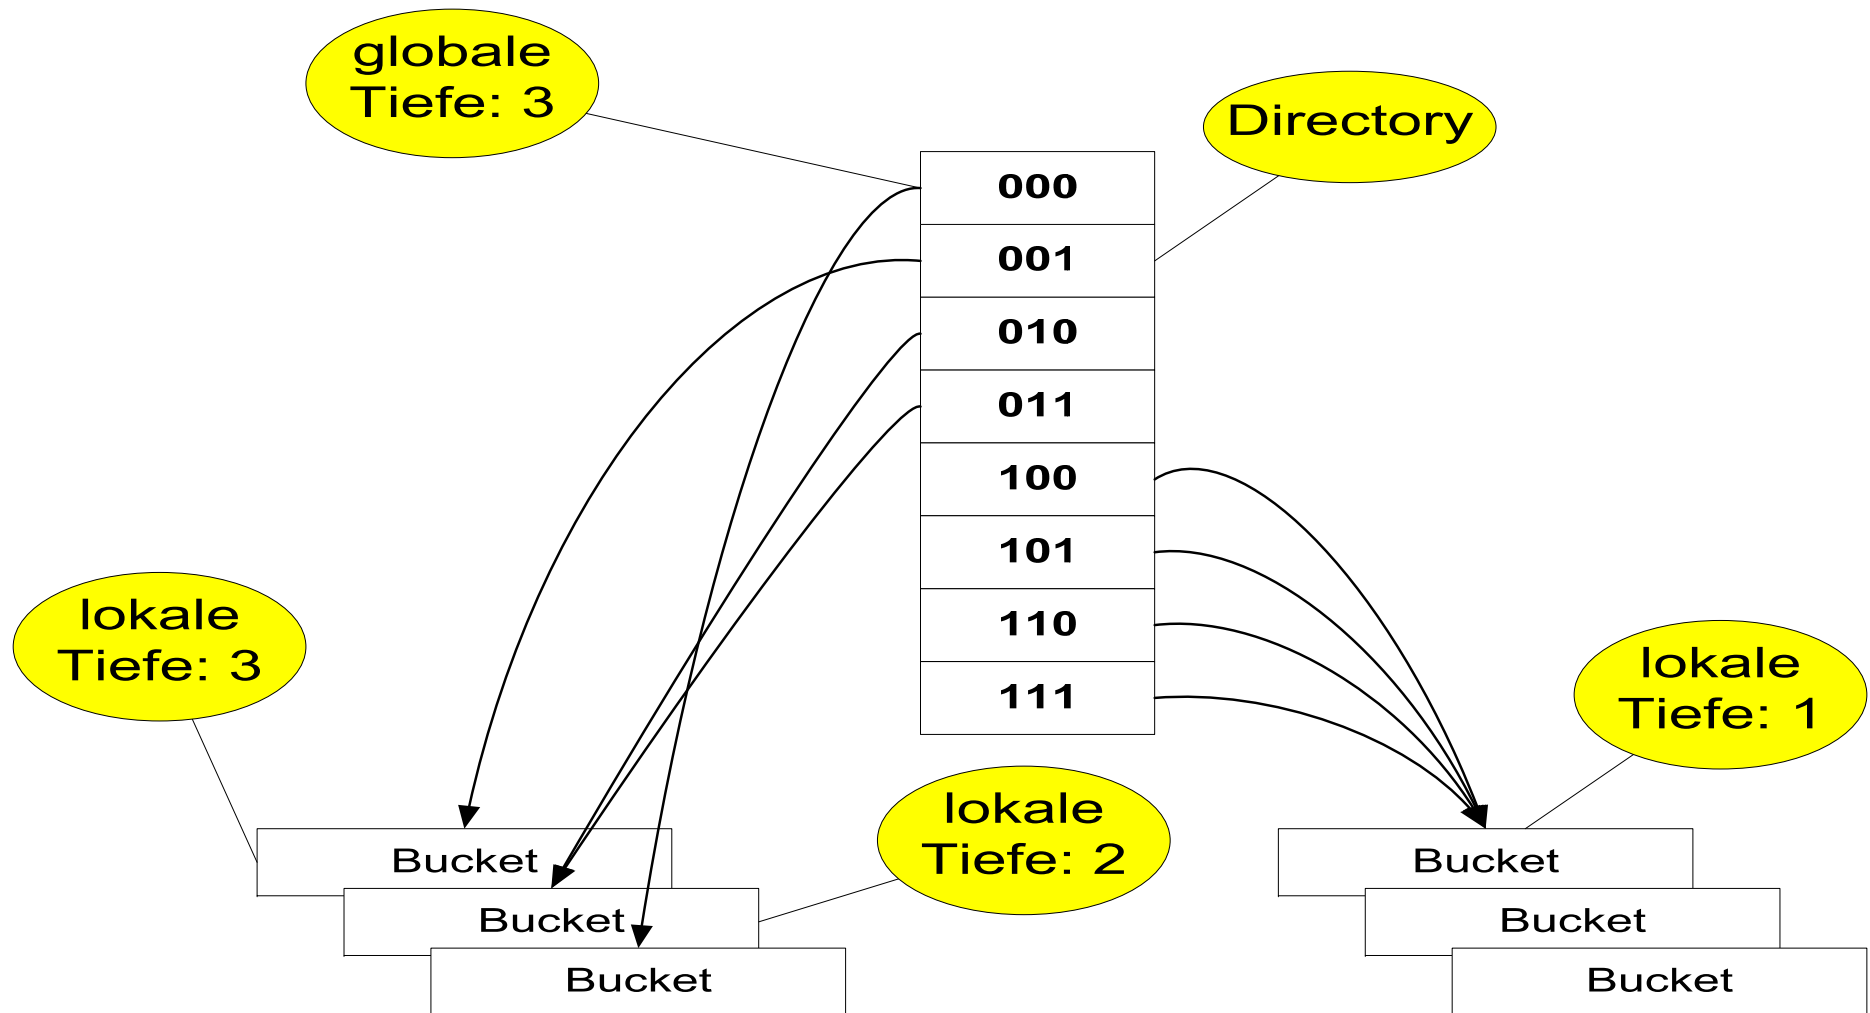 globale
Tiefe: 3
Directory
000
001
010
011
100
101
110
111
lokale
Tiefe: 3
lokale
Tiefe: 1
lokale
Tiefe: 2
Bucket
Bucket
Bucket
Bucket
Bucket
Bucket